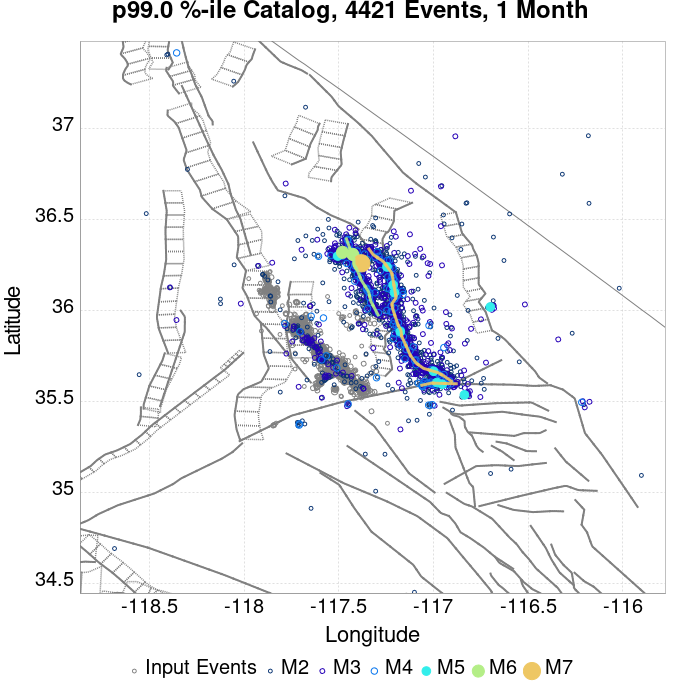 p99.0 %-ile Catalog, 4421 Events, 1 Month
37
36.5
36
35.5
35
34.5
Latitude
-118.5 -118 -117.5 -117 -116.5 -116
Longitude
Input Events M2 M3 M4 M5 M6 M7